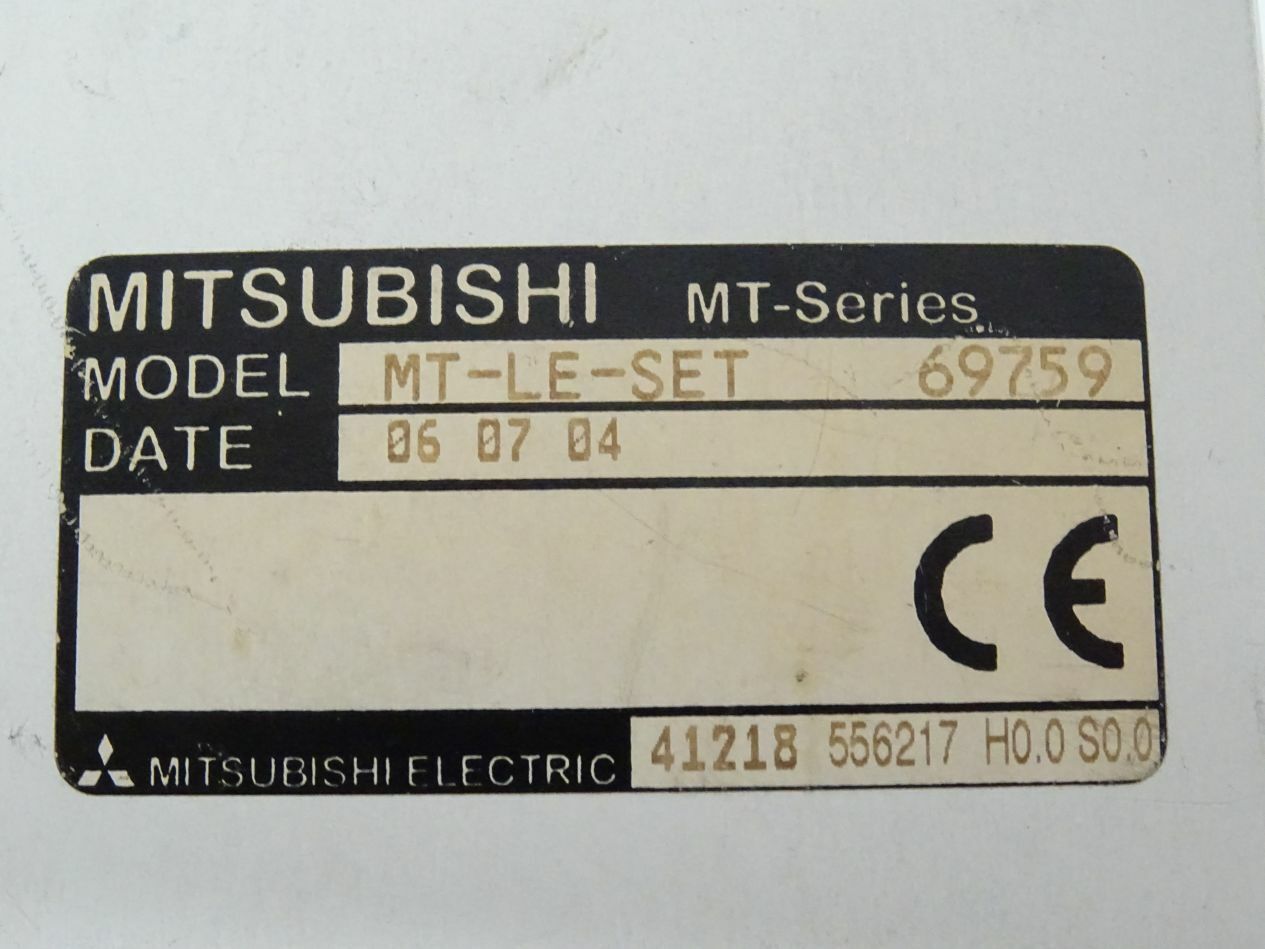 MITSUBISHI MT-Series
MODEL MT-LE-SET 69759
DATE 06 07 04
CE
MITSUBISHI ELECTRIC 41218 556217 H0.0 S0.0